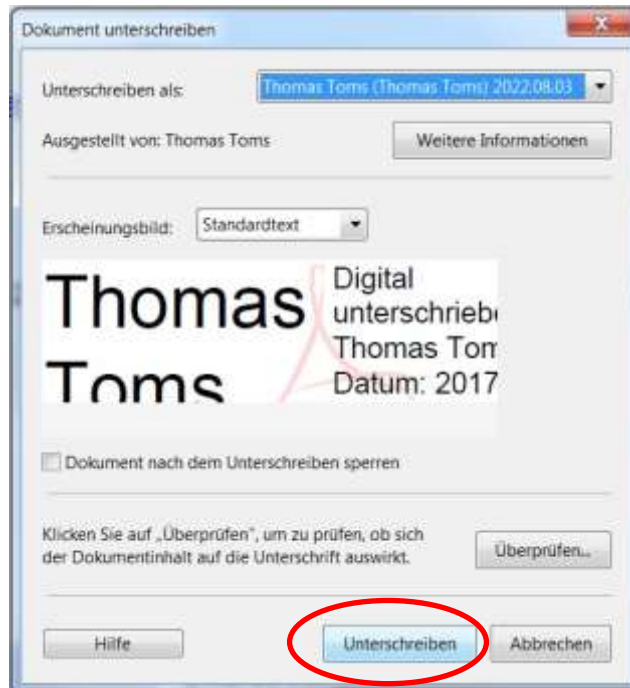 Dokument unterschreiben
Unterschreiben als: Thomas Toms (Thomas Toms) 2022.08.03
Ausgestellt von: Thomas Toms Weitere Informationen
Erscheinungsbild: Standardtext
Thomas
Toms
Digital
unterschriebe
Thomas Tom
Datum: 2017
Dokument nach dem Unterschreiben sperren
Klicken Sie auf „Überprüfen“, um zu prüfen, ob sich
der Dokumentinhalt auf die Unterschrift auswirkt.
Überprüfen...
Hilfe Unterschreiben Abbrechen